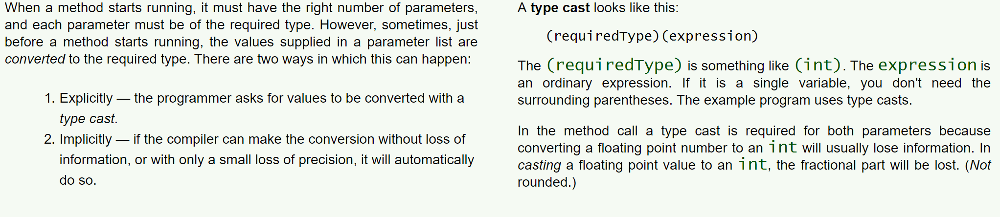 When a method starts running, it must have the right number of parameters,
and each parameter must be of the required type. However, sometimes, just
before a method starts running, the values supplied in a parameter list are
converted to the required type. There are two ways in which this can happen:
1. Explicitly — the programmer asks for values to be converted with a
type cast.
2. Implicitly — if the compiler can make the conversion without loss of
information, or with only a small loss of precision, it will automatically
do so.
A type cast looks like this:
(requiredType)(expression)
The (requiredType) is something like (int). The expression is
an ordinary expression. If it is a single variable, you don't need the
surrounding parentheses. The example program uses type casts.
In the method call a type cast is required for both parameters because
converting a floating point number to an int will usually lose information. In
casting a floating point value to an int, the fractional part will be lost. (Not
rounded.)